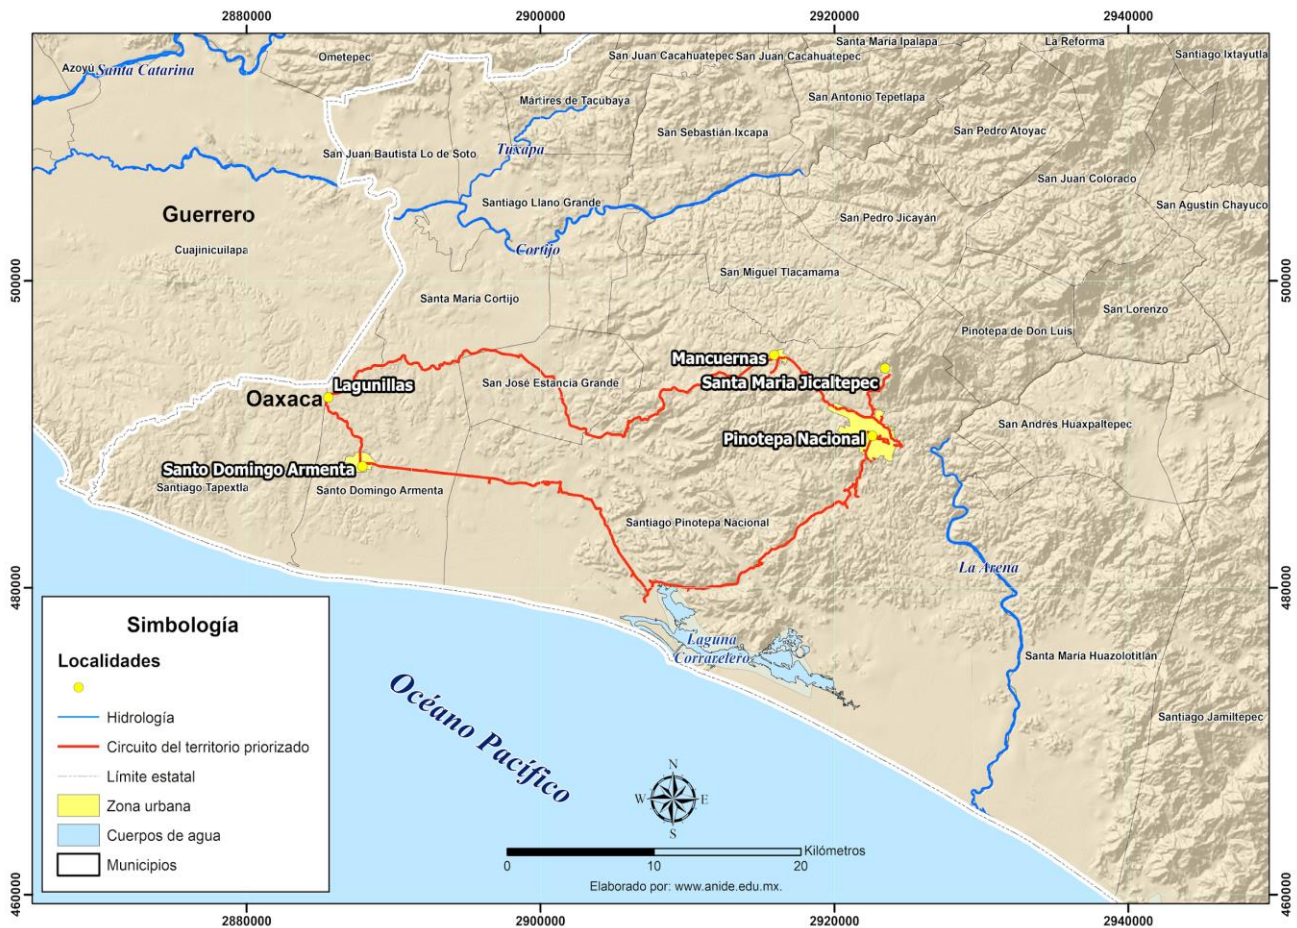 2880000
2900000
2920000
2940000
Azoyú
Santa Catarina
Ometepec
San Juan Cacahuatepec
San Juan Cacahuatepec
Santa María Ipalapa
La Reforma
Santiago Ixtayutla
Mártires de Tacubaya
San Antonio Tepetlapa
San Sebastián Ixcapa
San Pedro Atoyac
Tuxapa
San Juan Bautista Lo de Soto
San Juan Colorado
Santiago Llano Grande
San Agustín Chayuco
Guerrero
San Pedro Jicayán
Cuajinicuilapa
Cortijo
500000
500000
San Miguel Tlacamama
Santa María Cortijo
San Lorenzo
Pinotepa de Don Luis
Mancuernas
Lagunillas
San José Estancia Grande
Santa Maria Jicaltepec
Oaxaca
San Andrés Huaxpaltepec
Pinotepa Nacional
Santo Domingo Armenta
Santiago Tapextla
Santo Domingo Armenta
Santiago Pinotepa Nacional
La Arena
480000
480000
Laguna
Corraretero
Santa María Huazolotitlán
Santiago Jamiltepec
Océano Pacífico
Simbología
Localidades
Hidrología
Circuito del territorio priorizado
Límite estatal
Zona urbana
Cuerpos de agua
Municipios
N
W
E
S
Kilómetros
0
10
20
Elaborado por: www.anide.edu.mx.
460000
460000
2880000
2900000
2920000
2940000